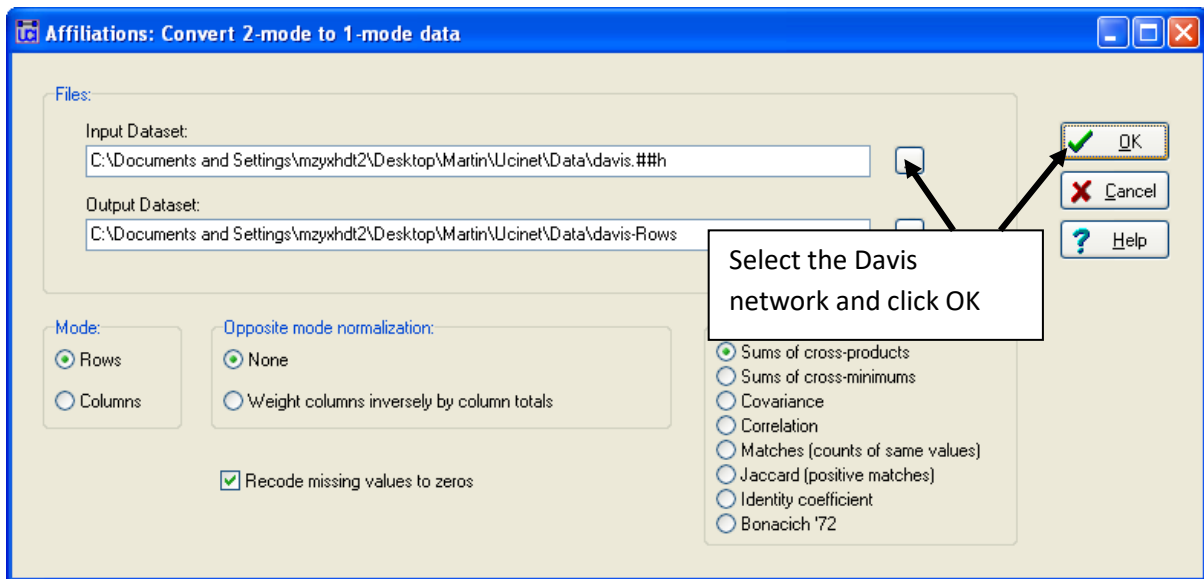 Affiliations: Convert 2-mode to 1-mode data
Files:
Input Dataset:
C:\Documents and Settings\mzyxhdt2\Desktop\Martin\Ucinet\Data\davis.##h
OK
Cancel
Output Dataset:
C:\Documents and Settings\mzyxhdt2\Desktop\Martin\Ucinet\Data\davis-Rows
Help
Select the Davis
network and click OK
Mode:
Rows
Columns
Opposite mode normalization:
None
Weight columns inversely by column totals
Recode missing values to zeros
Sums of cross-products
Sums of cross-minimums
Covariance
Correlation
Matches (counts of same values)
Jaccard (positive matches)
Identity coefficient
Bonacich '72